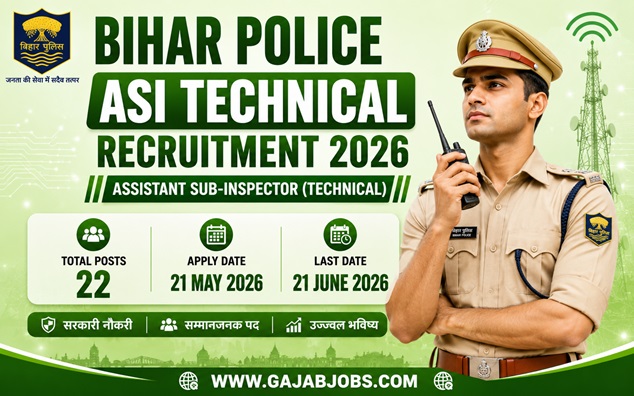 बिहार पुलिस
जनता की सेवा में सदैव तत्पर
BIHAR POLICE
ASI TECHNICAL
RECRUITMENT 2026
ASSISTANT SUB-INSPECTOR (TECHNICAL)
TOTAL POSTS
22
APPLY DATE
21 MAY 2026
LAST DATE
21 JUNE 2026
सरकारी नौकरी
सम्मानजनक पद
उज्ज्वल भविष्य
बिहार पुलिस
BIHAR POLICE
बिहार पुलिस
WWW.GAJABJOBS.COM